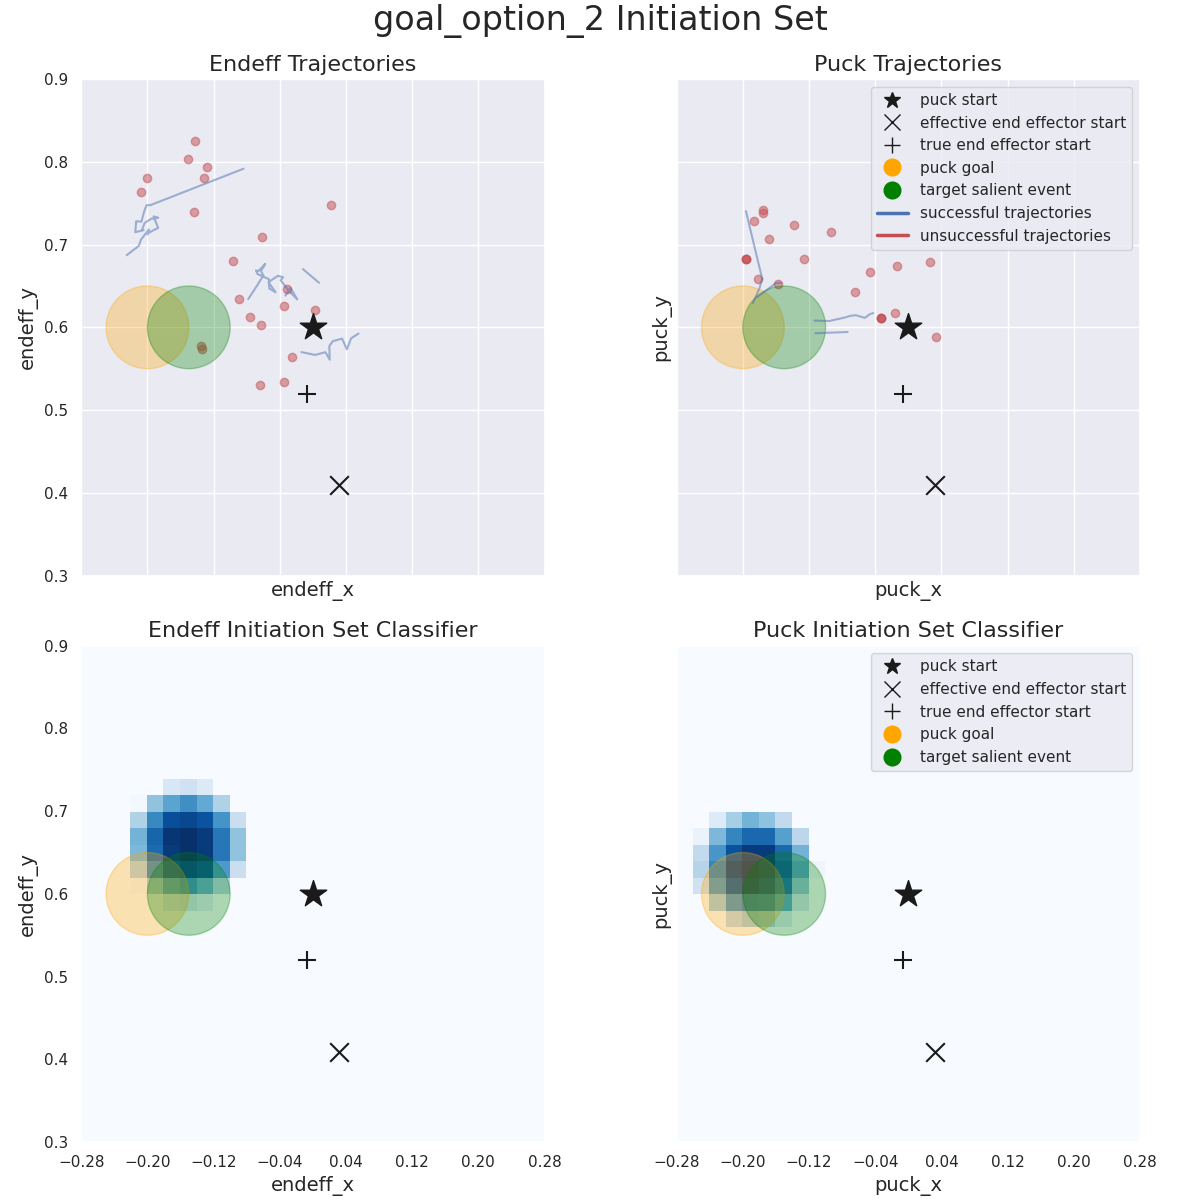 goal_option_2 Initiation Set
Endeff Trajectories
0.9
0.8
0.7
0.6
0.5
0.4
0.3
endeff_y
endeff_x
Puck Trajectories
puck start
effective end effector start
true end effector start
puck goal
target salient event
successful trajectories
unsuccessful trajectories
puck_y
puck_x
Endeff Initiation Set Classifier
0.9
0.8
0.7
0.6
0.5
0.4
0.3
endeff_y
−0.28 −0.20 −0.12 −0.04 0.04 0.12 0.20 0.28
endeff_x
Puck Initiation Set Classifier
puck start
effective end effector start
true end effector start
puck goal
target salient event
puck_y
−0.28 −0.20 −0.12 −0.04 0.04 0.12 0.20 0.28
puck_x